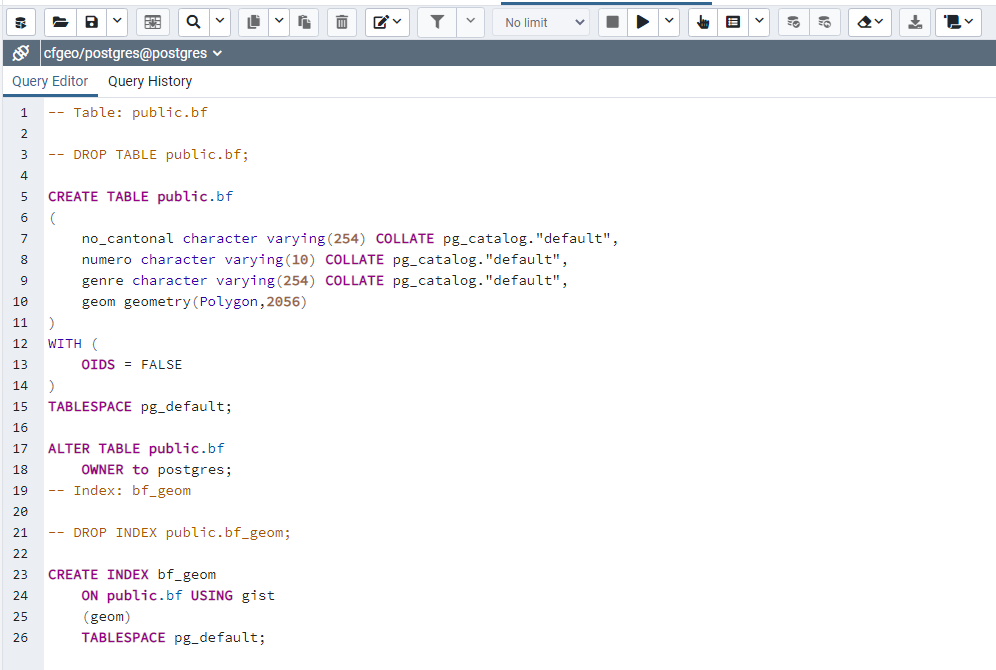 No limit
cfgeo/postgres@postgres
Query Editor Query History
1 -- Table: public.bf
2
3 -- DROP TABLE public.bf;
4
5 CREATE TABLE public.bf
6 (
7 no_cantonal character varying(254) COLLATE pg_catalog."default",
8 numero character varying(10) COLLATE pg_catalog."default",
9 genre character varying(254) COLLATE pg_catalog."default",
10 geom geometry(Polygon,2056)
11 )
12 WITH (
13 OIDS = FALSE
14 )
15 TABLESPACE pg_default;
16
17 ALTER TABLE public.bf
18 OWNER to postgres;
19 -- Index: bf_geom
20
21 -- DROP INDEX public.bf_geom;
22
23 CREATE INDEX bf_geom
24 ON public.bf USING gist
25 (geom)
26 TABLESPACE pg_default;